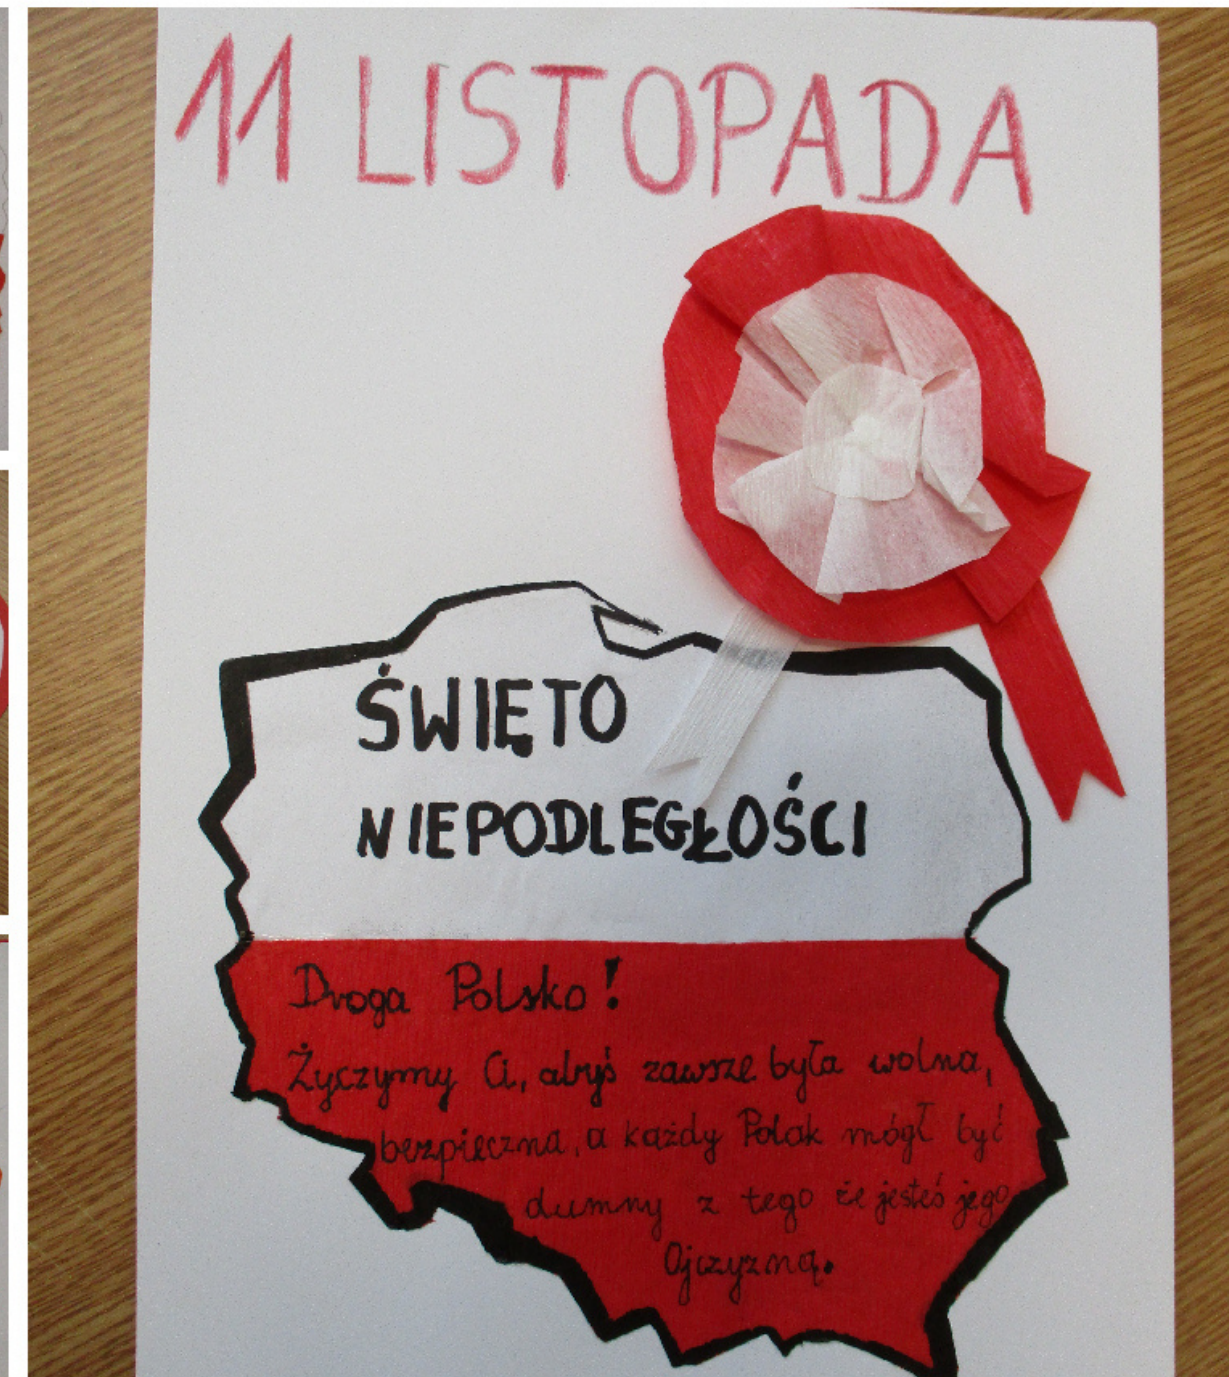 11 LISTOPADA
ŚWIĘTO
NIEPODLEGŁOŚCI
Droga Polsko!
Życzymy Ci, abyś zawsze była wolna,
bezpieczna, a każdy Polak mógł być
dumny z tego że jesteś jego
Ojczyzną.